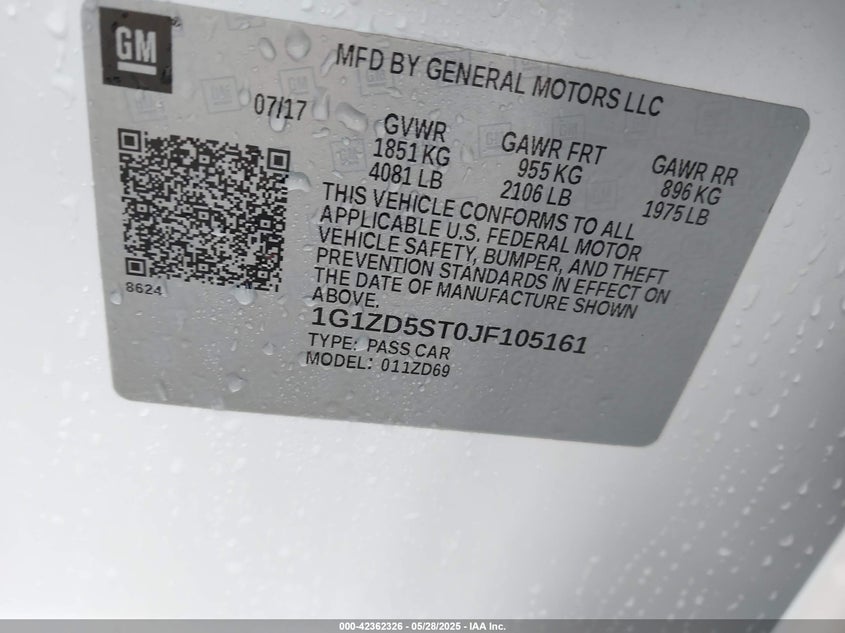 GM
MFD BY GENERAL MOTORS LLC
07/17
GVWR
1851 KG
4081 LB
GAWR FRT
955 KG
2106 LB
GAWR RR
896 KG
1975 LB
THIS VEHICLE CONFORMS TO ALL
APPLICABLE U.S. FEDERAL MOTOR
VEHICLE SAFETY, BUMPER, AND THEFT
PREVENTION STANDARDS IN EFFECT ON
THE DATE OF MANUFACTURE SHOWN
ABOVE.
8624
1G1ZD5ST0JF105161
TYPE: PASS CAR
MODEL: 011ZD69
000-42362326 - 05/28/2025 - IAA Inc.